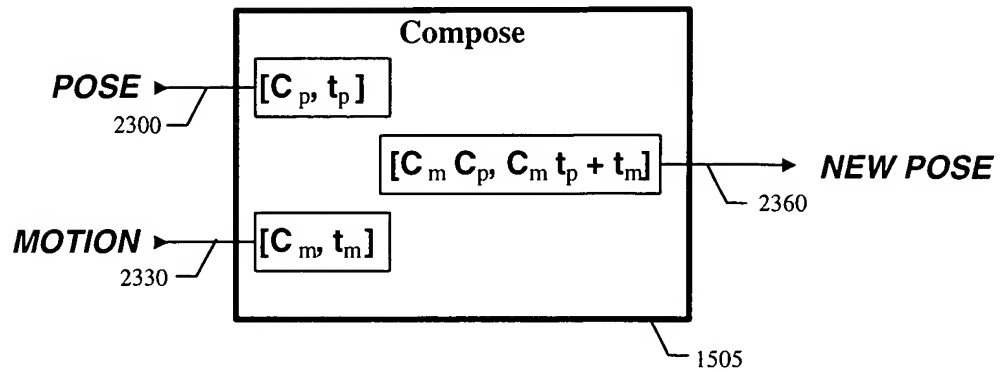 Compose
POSE
[C p, t p]
2300
[C m C p, C m t p + t m]
NEW POSE
2360
MOTION
[C m, t m]
2330
1505